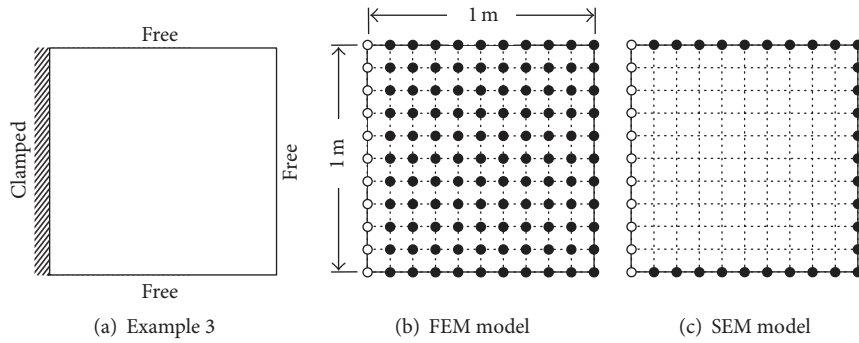 Free
Clamped
Free
Free
1 m
1 m
(a) Example 3
(b) FEM model
(c) SEM model